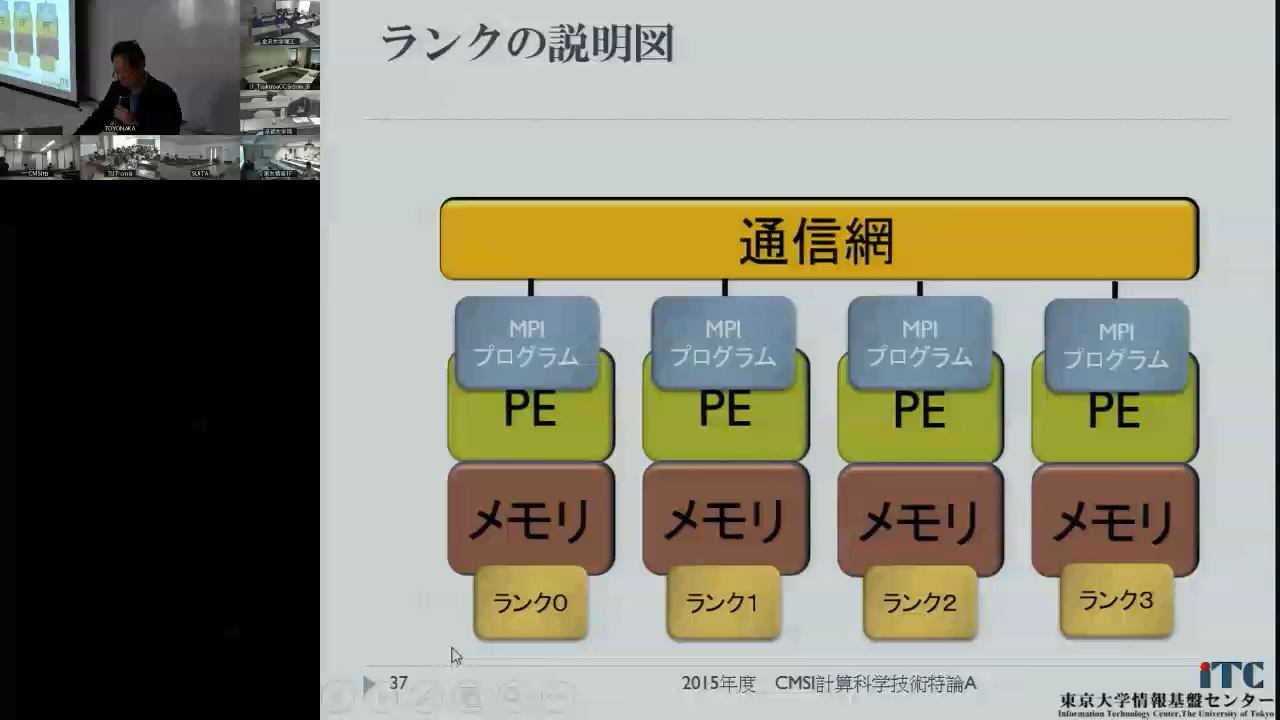 ランクの説明図
通信網
MPI
プログラム
MPI
プログラム
MPI
プログラム
MPI
プログラム
PE
PE
PE
PE
メモリ
メモリ
メモリ
メモリ
ランク0
ランク1
ランク2
ランク3
37
2015年度 CMSI計算科学技術特論A
iTC
東京大学情報基盤センター
Information Technology Center,The University of Tokyo
TOYONAKA
SUITA